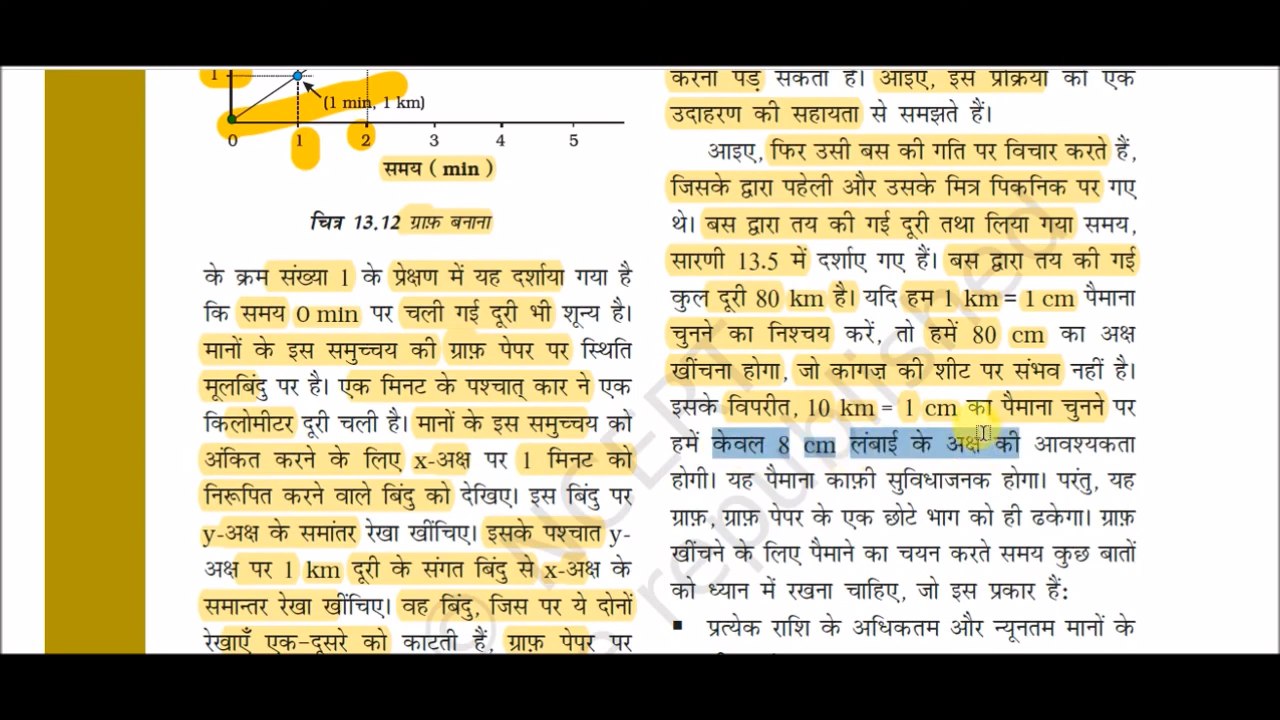 1
(1 min, 1 km)
0 1 2 3 4 5
समय ( min )
चित्र 13.12 ग्राफ़ बनाना
के क्रम संख्या 1 के प्रेक्षण में यह दर्शाया गया है
कि समय 0 min पर चली गई दूरी भी शून्य है।
मानों के इस समुच्चय की ग्राफ़ पेपर पर स्थिति
मूलबिंदु पर है। एक मिनट के पश्चात् कार ने एक
किलोमीटर दूरी चली है। मानों के इस समुच्चय को
अंकित करने के लिए x-अक्ष पर 1 मिनट को
निरूपित करने वाले बिंदु को देखिए। इस बिंदु पर
y-अक्ष के समांतर रेखा खींचिए। इसके पश्चात y-
अक्ष पर 1 km दूरी के संगत बिंदु से x-अक्ष के
समान्तर रेखा खींचिए। वह बिंदु, जिस पर ये दोनों
रेखाएँ एक-दूसरे को काटती हैं, ग्राफ़ पेपर पर
करना पड़ सकता है। आइए, इस प्रक्रिया को एक
उदाहरण की सहायता से समझते हैं।
आइए, फिर उसी बस की गति पर विचार करते हैं,
जिसके द्वारा पहेली और उसके मित्र पिकनिक पर गए
थे। बस द्वारा तय की गई दूरी तथा लिया गया समय,
सारणी 13.5 में दर्शाए गए हैं। बस द्वारा तय की गई
कुल दूरी 80 km है। यदि हम 1 km = 1 cm पैमाना
चुनने का निश्चय करें, तो हमें 80 cm का अक्ष
खींचना होगा, जो कागज़ की शीट पर संभव नहीं है।
इसके विपरीत, 10 km = 1 cm का पैमाना चुनने पर
हमें केवल 8 cm लंबाई के अक्ष की आवश्यकता
होगी। यह पैमाना काफ़ी सुविधाजनक होगा। परंतु, यह
ग्राफ़, ग्राफ़ पेपर के एक छोटे भाग को ही ढकेगा। ग्राफ़
खींचने के लिए पैमाने का चयन करते समय कुछ बातों
को ध्यान में रखना चाहिए, जो इस प्रकार हैं:
▪ प्रत्येक राशि के अधिकतम और न्यूनतम मानों के
© NCERT
republished